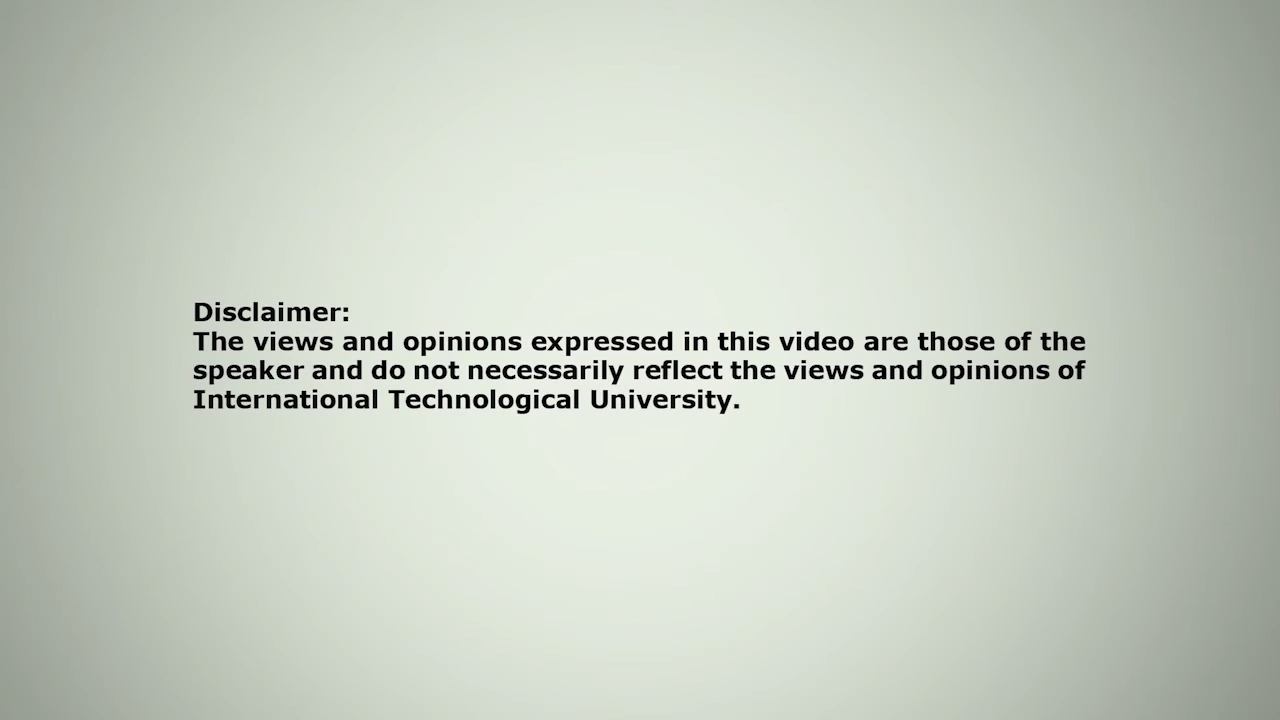 Disclaimer:
The views and opinions expressed in this video are those of the
speaker and do not necessarily reflect the views and opinions of
International Technological University.